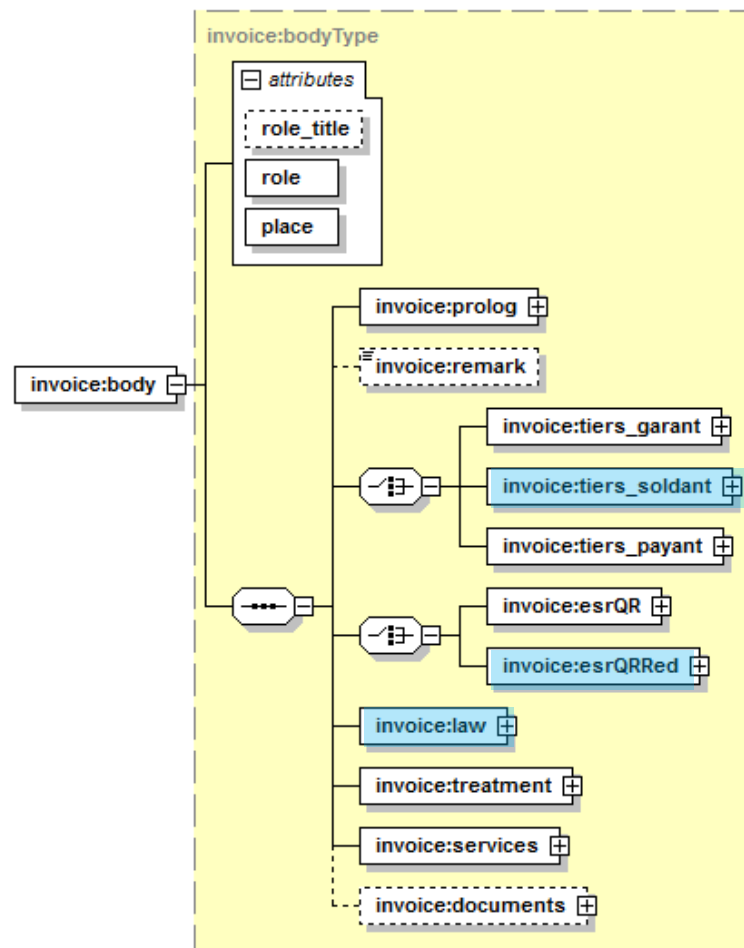 invoice:bodyType
attributes
role_title
role
place
invoice:prolog
invoice:remark
invoice:body
invoice:tiers_garant
invoice:tiers_soldant
invoice:tiers_payant
invoice:esrQR
invoice:esrQRRed
invoice:law
invoice:treatment
invoice:services
invoice:documents